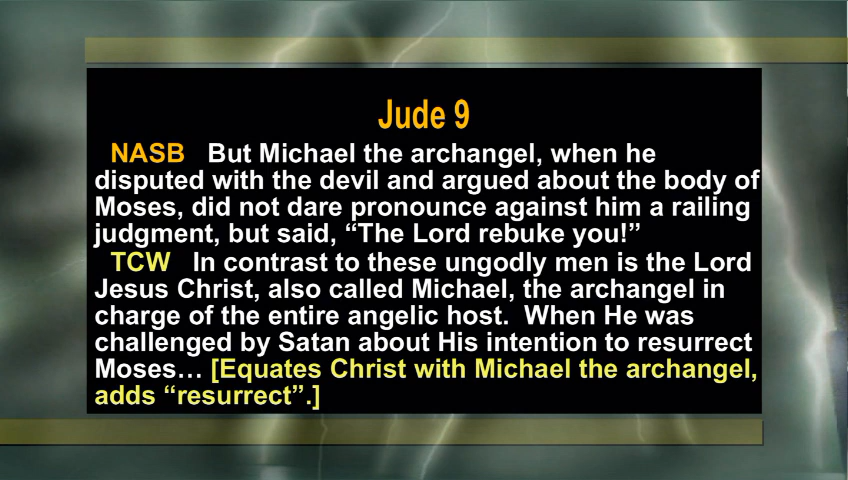 Jude 9
NASB But Michael the archangel, when he
disputed with the devil and argued about the body of
Moses, did not dare pronounce against him a railing
judgment, but said, “The Lord rebuke you!”
TCW In contrast to these ungodly men is the Lord
Jesus Christ, also called Michael, the archangel in
charge of the entire angelic host. When He was
challenged by Satan about His intention to resurrect
Moses… [Equates Christ with Michael the archangel,
adds “resurrect”.]